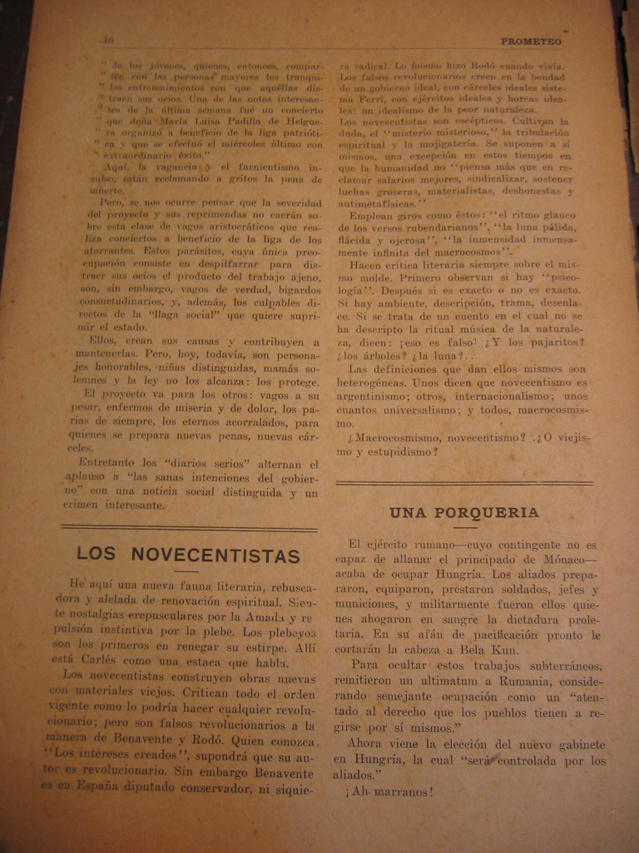 16
PROMETEO
" de los jóvenes, quienes, entonces, compar-
" ten con las personas mayores los tranqui-
" los entretenimientos con que aquéllas dis-
" traen sus ocios. Una de las notas interesan-
" tes de la última semana fué un concierto
" que doña María Luisa Padilla de Helgue-
" ra organizó a beneficio de la liga patrióti-
" ca y que se efectuó el miércoles último con
" extraordinario éxito."
Aquí, la vagancia y el farnientismo in-
sulso, están reclamando a gritos la pena de
muerte.
Pero, se nos ocurre pensar que la severidad
del proyecto y sus reprimendas no caerán so-
bre esta clase de vagos aristocráticos que rea-
liza conciertos a beneficio de la liga de los
atorrantes. Estos parásitos, cuya única preo-
cupación consiste en despilfarrar para dis-
traer sus ocios el producto del trabajo ajeno,
son, sin embargo, vagos de verdad, bigardos
consuetudinarios, y, además, los culpables di-
rectos de la "llaga social" que quiere supri-
mir el estado.
Ellos, crean sus causas y contribuyen a
mantenerlas. Pero, hoy, todavía, son persona-
jes honorables, niñas distinguidas, mamás so-
lemnes y la ley no los alcanza: los protege.
El proyecto va para los otros: vagos a su
pesar, enfermos de miseria y de dolor, los pa-
rias de siempre, los eternos acorralados, para
quienes se prepara nuevas penas, nuevas cár-
celes.
Entretanto los "diarios serios" alternan el
aplauso a "las sanas intenciones del gobier-
no" con una noticia social distinguida y un
crimen interesante.
LOS NOVECENTISTAS
He aquí una nueva fauna literaria, rebusca-
dora y alelada de renovación espiritual. Sien-
te nostalgias crepusculares por la Amada y re
pulsión instintiva por la plebe. Los plebeyos
son los primeros en renegar su estirpe. Allí
está Carlés como una estaca que habla.
Los novecentistas construyen obras nuevas
con materiales viejos. Critican todo el orden
vigente como lo podría hacer cualquier revolu-
cionario; pero son falsos revolucionarios a la
manera de Benavente y Rodó. Quien conozca
"Los intereses creados", supondrá que su au-
tor es revolucionario. Sin embargo Benavente
es en España diputado conservador, ni siquie-
ra radical. Lo mismo hizo Rodó cuando vivía.
Los falsos revolucionarios creen en la bondad
de un gobierno ideal, con cárceles ideales siste-
ma Ferri, con ejércitos ideales y horcas idea-
les: un idealismo de la peor naturaleza.
Los novecentistas son escépticos. Cultivan la
duda, el "misterio misterioso," la tribulación
espiritual y la mojigatería. Se suponen a sí
mismos, una excepción en estos tiempos en
que la humanidad no "piensa más que en re-
clamar salarios mejores, sindicalizar, sostener
luchas groseras, materialistas, deshonestas y
antimetafísicas."
Emplean giros como éstos: "el ritmo glauco
de los versos rubendarianos", "la luna pálida,
flácida y ojerosa", "la inmensidad inmensa-
mente infinita del macrocosmos".
Hacen crítica literaria siempre sobre el mis-
mo molde. Primero observan si hay "psico-
logía". Después si es exacto o no es exacto.
Si hay ambiente, descripción, trama, desenla-
ce. Si se trata de un cuento en el cual no se
ha descripto la ritual música de la naturale-
za, dicen: ¡eso es falso! ¿Y los pajaritos?
¿los árboles? ¿la luna?..
Las definiciones que dan ellos mismos son
heterogéneas. Unos dicen que novecentismo es
argentinismo; otros, internacionalismo; unos
cuantos universalismo; y todos, macrocosmis-
mo.
¿Macrocosmismo, novecentismo? .¿O viejis-
mo y estupidismo?
UNA PORQUERIA
El ejército rumano—cuyo contingente no es
capaz de allanar el principado de Mónaco—
acaba de ocupar Hungría. Los aliados prepa-
raron, equiparon, prestaron soldados, jefes y
municiones, y militarmente fueron ellos quie-
nes ahogaron en sangre la dictadura prole-
taria. En su afán de pacificación pronto le
cortarán la cabeza a Bela Kun.
Para ocultar estos trabajos subterráneos,
remitieron un ultimatum a Rumania, conside-
rando semejante ocupación como un "aten-
tado al derecho que los pueblos tienen a re-
girse por sí mismos."
Ahora viene la elección del nuevo gabinete
en Hungría, la cual "será controlada por los
aliados."
¡Ah marranos!